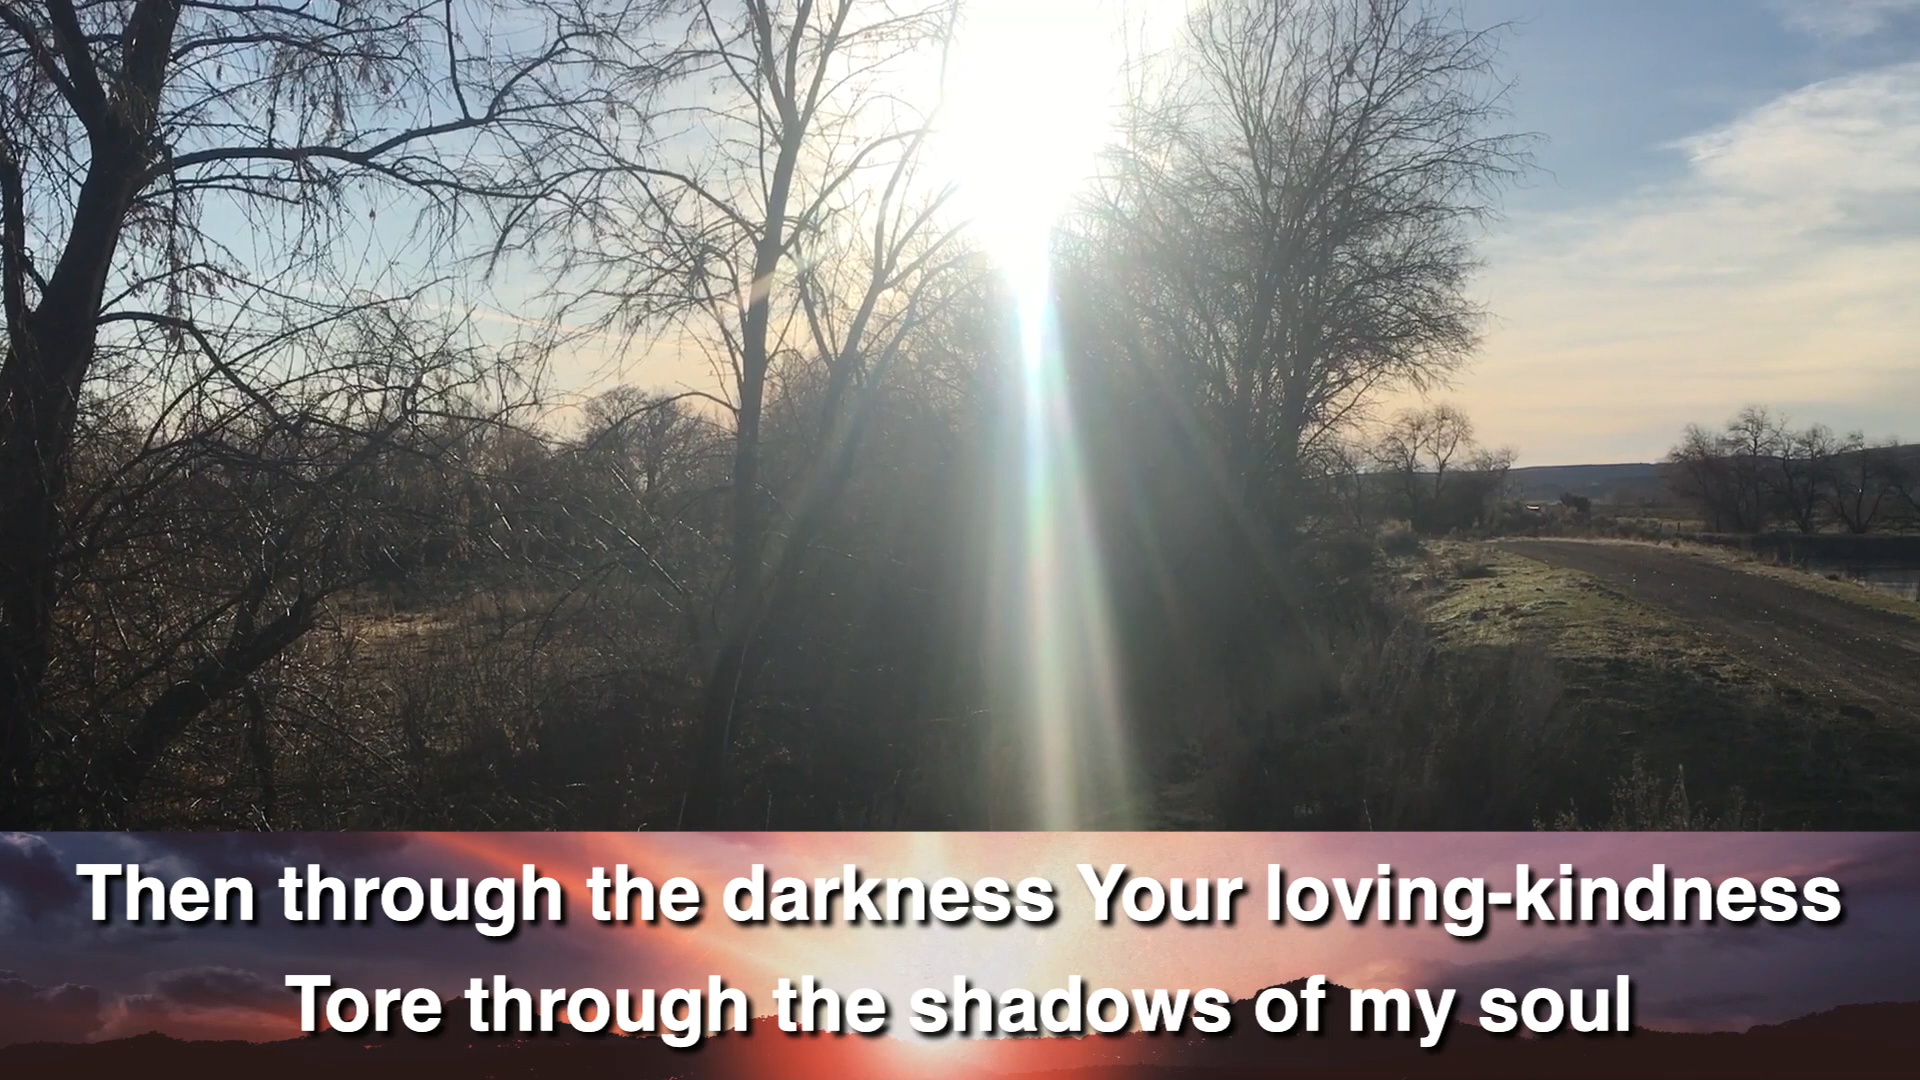 Then through the darkness Your loving-kindness
Tore through the shadows of my soul